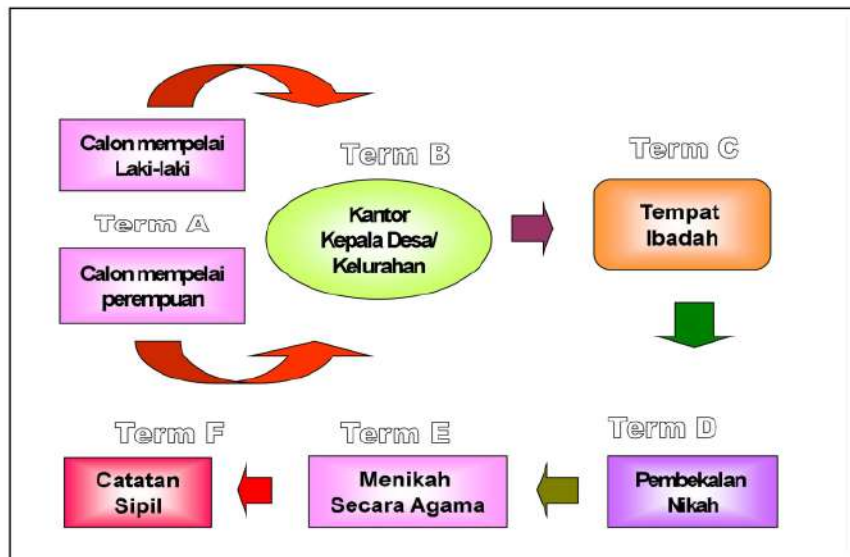 Calon mempelai
Laki-laki
Term A
Calon mempelai
perempuan
Term B
Kantor
Kepala Desa/
Kelurahan
Term C
Tempat
Ibadah
Term D
Pembekalan
Nikah
Term E
Menikah
Secara Agama
Term F
Catatan
Sipil